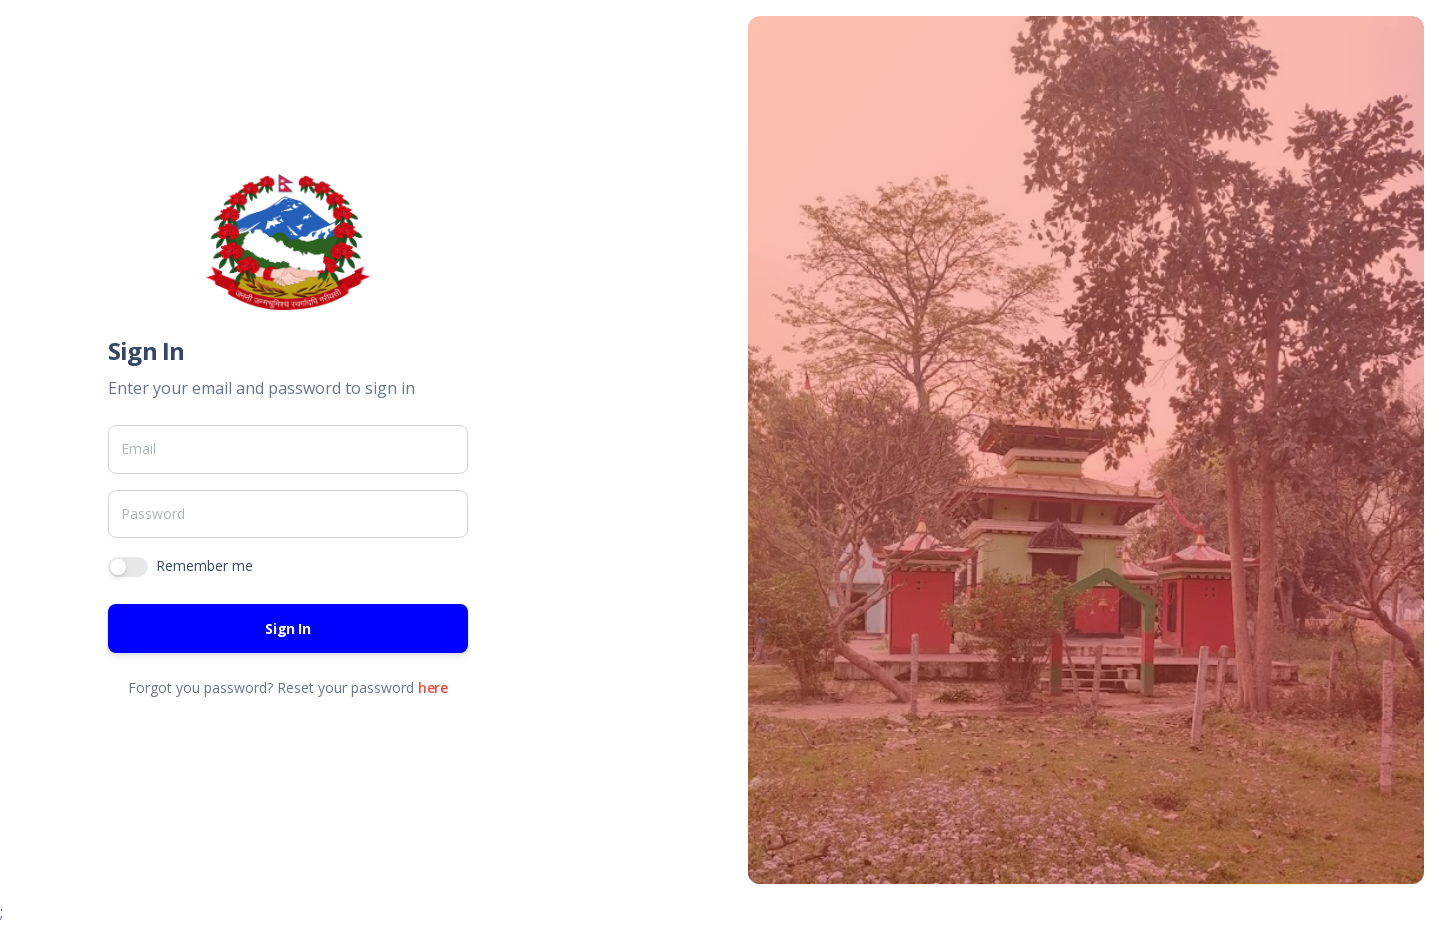 जननी जन्मभूमिश्च स्वर्गादपि गरीयसी
Sign In
Enter your email and password to sign in
Email
Password
Remember me
Sign In
Forgot you password? Reset your password here
;